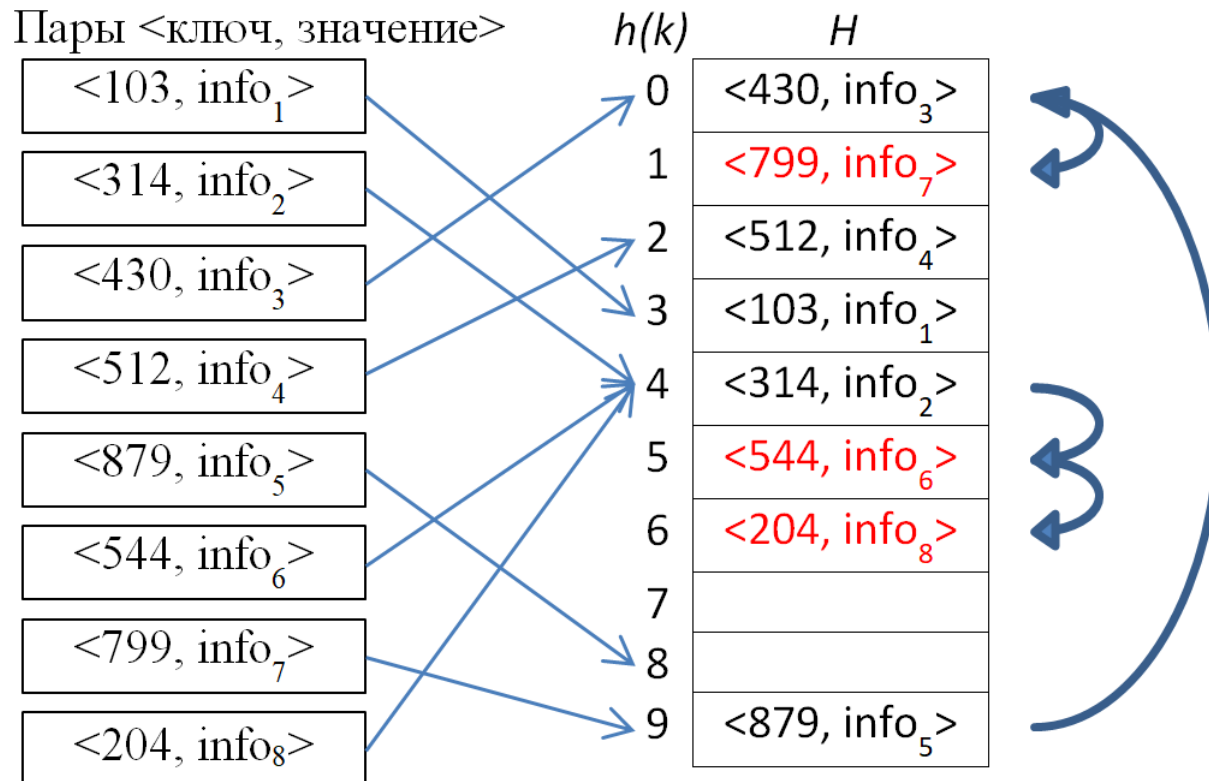 Пары <ключ, значение> h(k) H
<103, info₁>
<314, info₂>
<430, info₃>
<512, info₄>
<879, info₅>
<544, info₆>
<799, info₇>
<204, info₈>
0 <430, info₃>
1 <799, info₇>
2 <512, info₄>
3 <103, info₁>
4 <314, info₂>
5 <544, info₆>
6 <204, info₈>
7
8
9 <879, info₅>